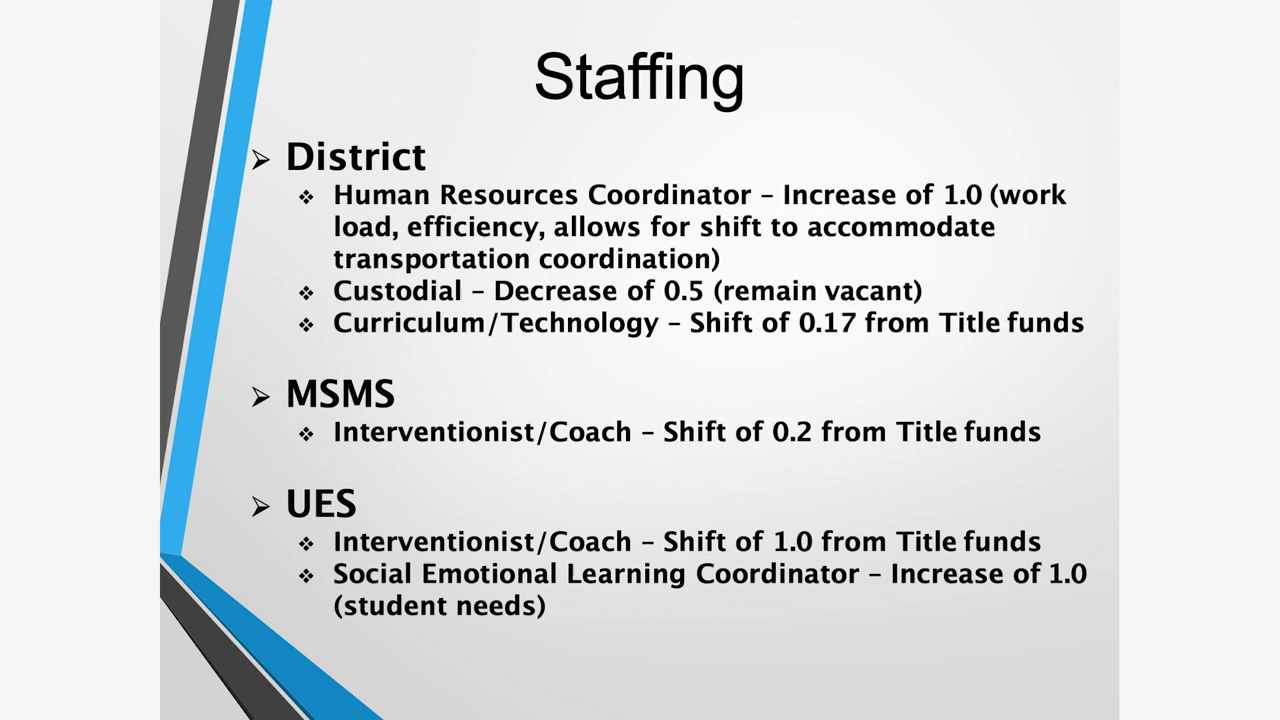 Staffing
District
Human Resources Coordinator – Increase of 1.0 (work
load, efficiency, allows for shift to accommodate
transportation coordination)
Custodial – Decrease of 0.5 (remain vacant)
Curriculum/Technology – Shift of 0.17 from Title funds
MSMS
Interventionist/Coach – Shift of 0.2 from Title funds
UES
Interventionist/Coach – Shift of 1.0 from Title funds
Social Emotional Learning Coordinator – Increase of 1.0
(student needs)